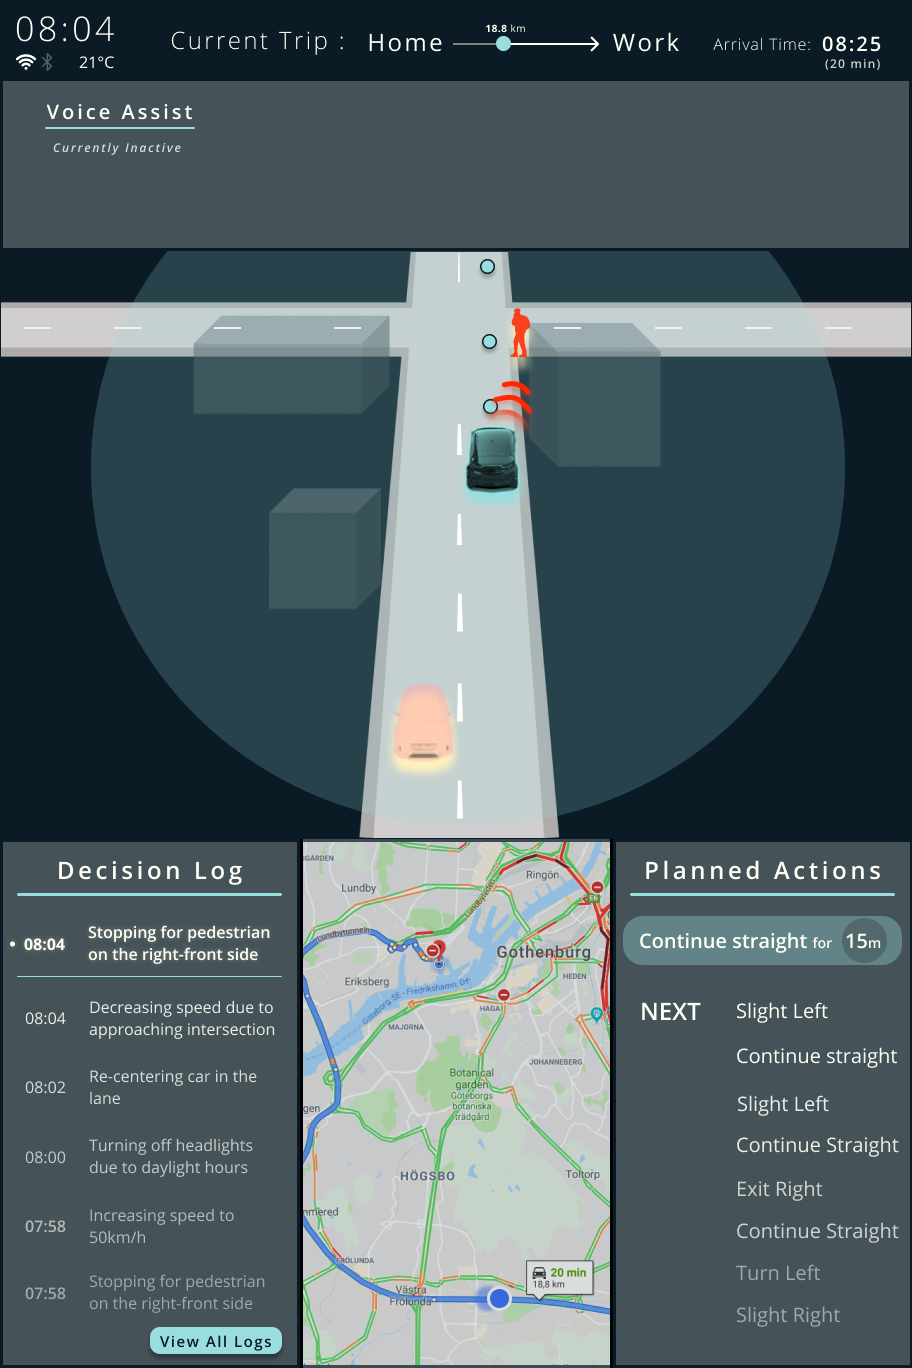 08:04
21°C
Current Trip :
Home
18.8 km
Work
Arrival Time: 08:25
(20 min)
Voice Assist
Currently Inactive
Decision Log
08:04
Stopping for pedestrian
on the right-front side
08:04
Decreasing speed due to
approaching intersection
08:02
Re-centering car in the
lane
08:00
Turning off headlights
due to daylight hours
07:58
Increasing speed to
50km/h
07:58
Stopping for pedestrian
on the right-front side
View All Logs
GARDEN
Lundby
Ringön
Lundbyleden
E6
Lundbytunneln
Gothenburg
Eriksberg
HEDEN
Göteborg, SE - Frederikshamn, DK
HAGA
MAJORNA
JOHANNEBERG
Botanical
garden
Göteborgs
botaniska
trädgård
gen
HÖGSBO
Toltorp
nmered
FRÖLUNDA
20 min
18,8 km
Västra
Frölunda
Planned Actions
Continue straight for 15m
NEXT
Slight Left
Continue straight
Slight Left
Continue Straight
Exit Right
Continue Straight
Turn Left
Slight Right